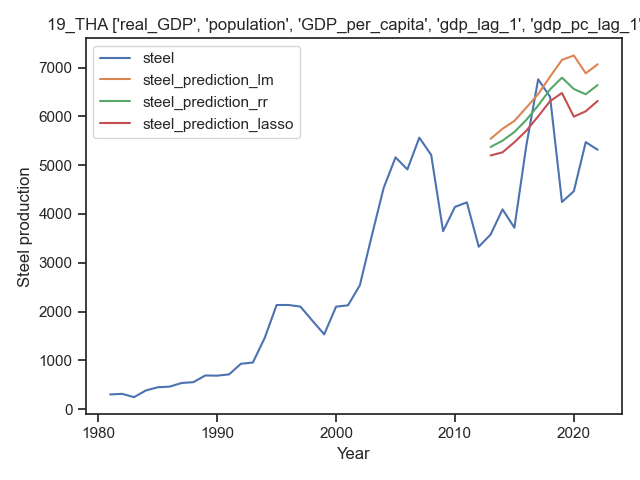 19_THA ['real_GDP', 'population', 'GDP_per_capita', 'gdp_lag_1', 'gdp_pc_lag_1'
steel
steel_prediction_lm
steel_prediction_rr
steel_prediction_lasso
7000
6000
5000
4000
3000
2000
1000
0
Steel production
1980
1990
2000
2010
2020
Year